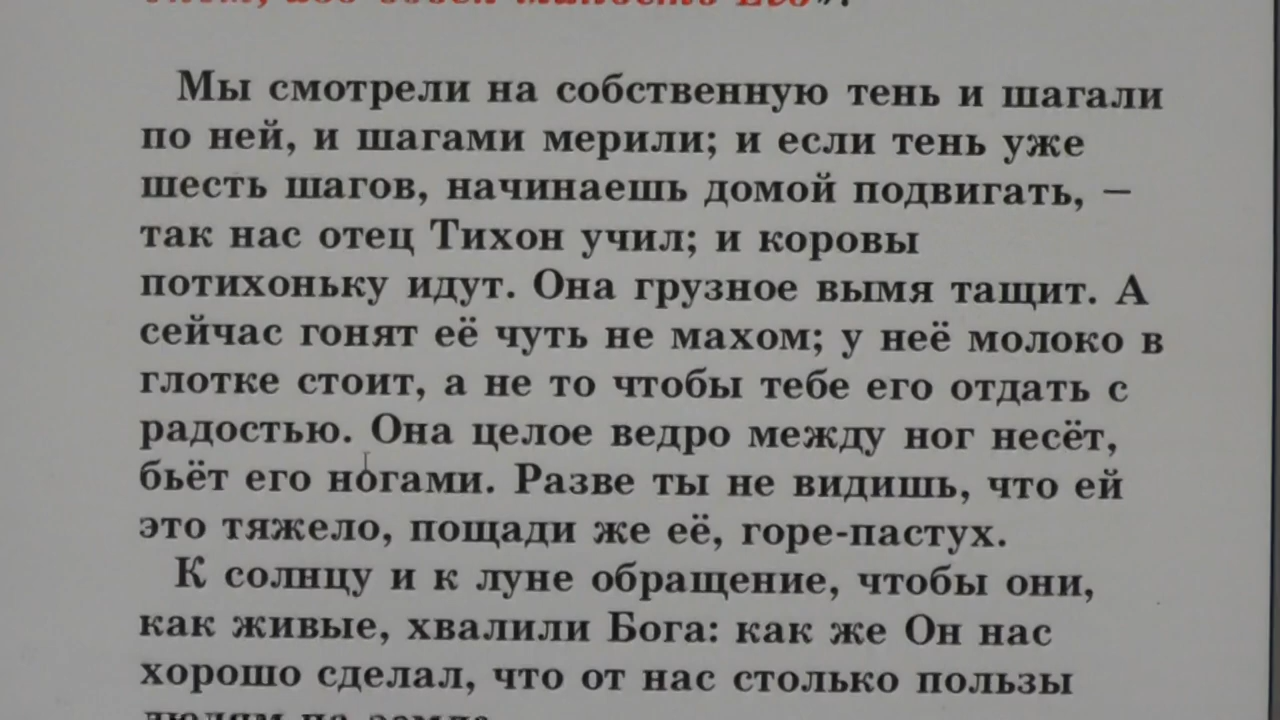 Мы смотрели на собственную тень и шагали
по ней, и шагами мерили; и если тень уже
шесть шагов, начинаешь домой подвигать, —
так нас отец Тихон учил; и коровы
потихоньку идут. Она грузное вымя тащит. А
сейчас гонят её чуть не махом; у неё молоко в
глотке стоит, а не то чтобы тебе его отдать с
радостью. Она целое ведро между ног несёт,
бьёт его ногами. Разве ты не видишь, что ей
это тяжело, пощади же её, горе-пастух.
К солнцу и к луне обращение, чтобы они,
как живые, хвалили Бога: как же Он нас
хорошо сделал, что от нас столько пользы